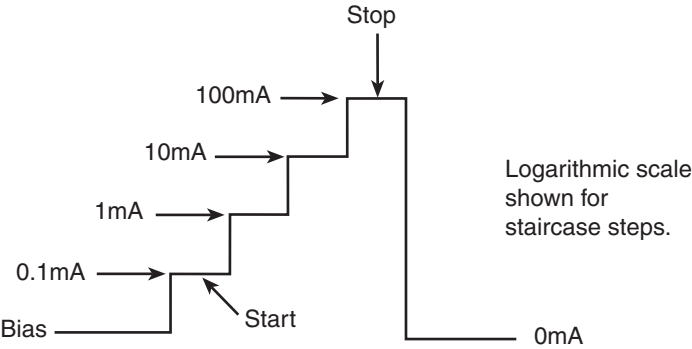 Stop
100mA
10mA
Logarithmic scale
shown for
staircase steps.
1mA
0.1mA
Start
Bias
0mA